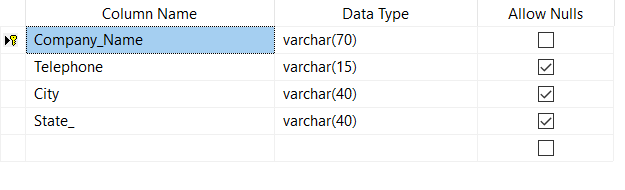 Column Name Data Type Allow Nulls
Company_Name varchar(70)
Telephone varchar(15)
City varchar(40)
State_ varchar(40)